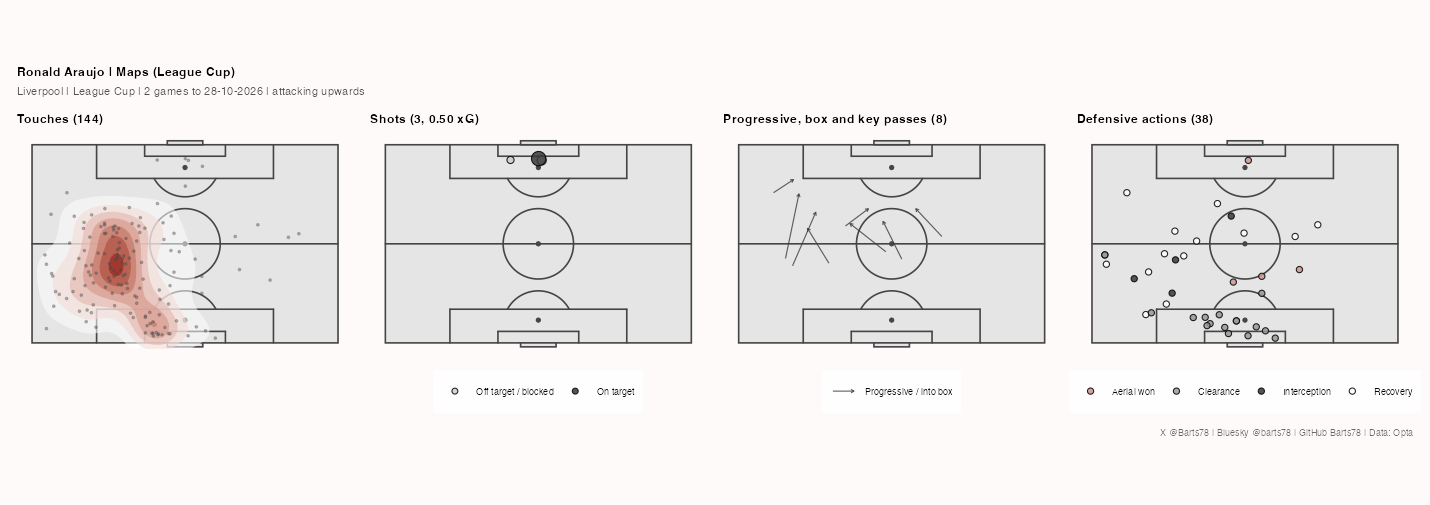 Ronald Araujo | Maps (League Cup)
Liverpool | League Cup | 2 games to 28-10-2026 | attacking upwards
Touches (144)
Shots (3, 0.50 xG)
Progressive, box and key passes (8)
Defensive actions (38)
Off target / blocked
On target
Progressive / into box
Aerial won
Clearance
Interception
Recovery
X @Barts78 | Bluesky @barts78 | GitHub Barts78 | Data: Opta